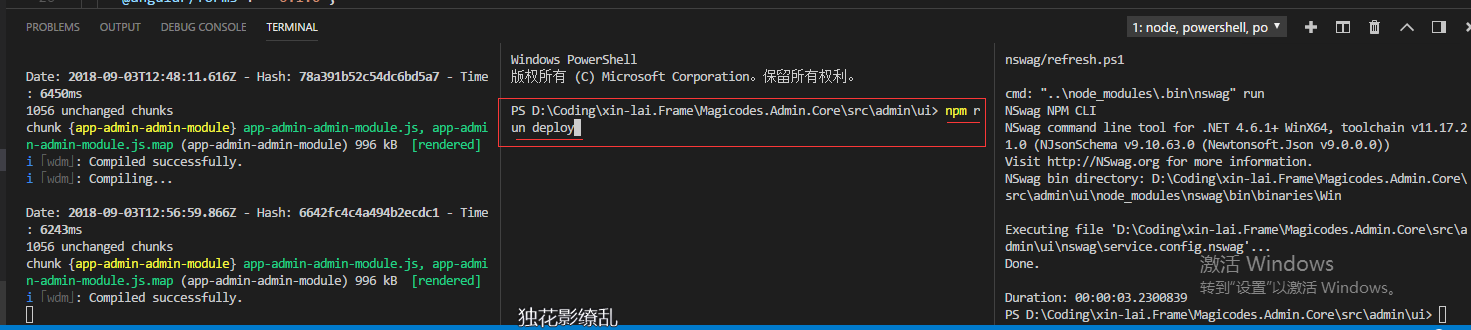 PROBLEMS OUTPUT DEBUG CONSOLE TERMINAL 1: node, powershell, po
Date: 2018-09-03T12:48:11.616Z - Hash: 78a391b52c54dc6bd5a7 - Time
: 6450ms
1056 unchanged chunks
chunk {app-admin-admin-module} app-admin-admin-module.js, app-admi
n-admin-module.js.map (app-admin-admin-module) 996 kB [rendered]
i ｢wdm｣: Compiled successfully.
i ｢wdm｣: Compiling...
Date: 2018-09-03T12:56:59.866Z - Hash: 6642fc4c4a494b2ecdc1 - Time
: 6243ms
1056 unchanged chunks
chunk {app-admin-admin-module} app-admin-admin-module.js, app-admi
n-admin-module.js.map (app-admin-admin-module) 996 kB [rendered]
i ｢wdm｣: Compiled successfully.
Windows PowerShell
版权所有 (C) Microsoft Corporation。保留所有权利。
PS D:\Coding\xin-lai.Frame\Magicodes.Admin.Core\src\admin\ui> npm r
un deploy
独花影缭乱
nswag/refresh.ps1
cmd: "..\node_modules\.bin\nswag" run
NSwag NPM CLI
NSwag command line tool for .NET 4.6.1+ WinX64, toolchain v11.17.2
1.0 (NJsonSchema v9.10.63.0 (Newtonsoft.Json v9.0.0.0))
Visit http://NSwag.org for more information.
NSwag bin directory: D:\Coding\xin-lai.Frame\Magicodes.Admin.Core\
src\admin\ui\node_modules\nswag\bin\binaries\Win
Executing file 'D:\Coding\xin-lai.Frame\Magicodes.Admin.Core\src\a
dmin\ui\nswag\service.config.nswag'...
Done.
激活 Windows
转到"设置"以激活 Windows。
Duration: 00:00:03.2300839
PS D:\Coding\xin-lai.Frame\Magicodes.Admin.Core\src\admin\ui>